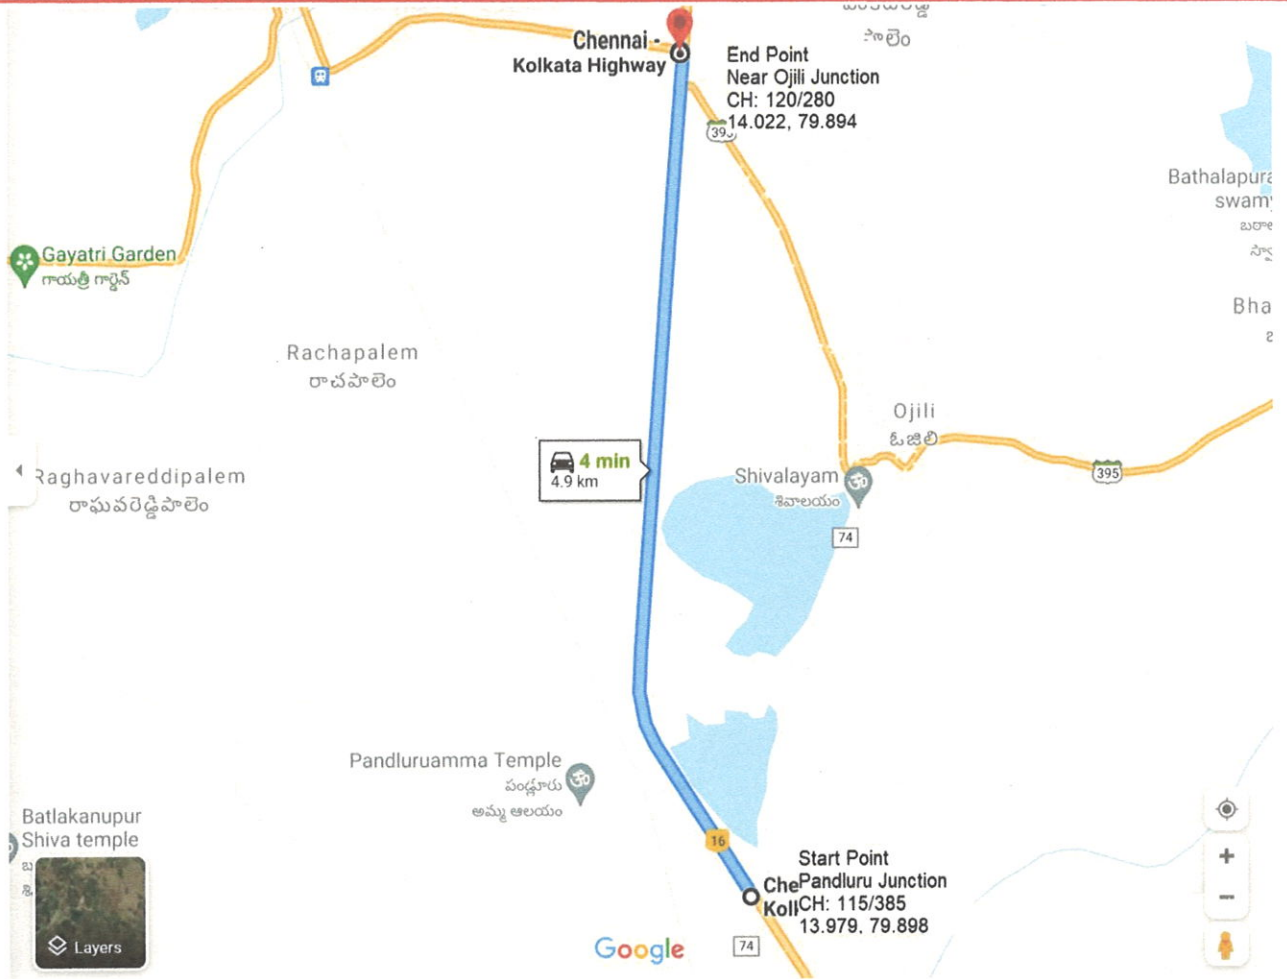 Chennai -
Kolkata Highway
End Point
Near Ojili Junction
CH: 120/280
14.022, 79.894
పాలెం
Gayatri Garden
గాయత్రీ గార్డెన్
Bathalapura
swamy
Bha
Rachapalem
రాచపాలెం
Ojili
ఓజిలి
4 min
4.9 km
Shivalayam
శివాలయం
395
74
Raghavareddipalem
రాఘవరెడ్డిపాలెం
Pandluruamma Temple
పండ్లూరు
అమ్మ ఆలయం
Batlakanupur
Shiva temple
16
Start Point
Pandluru Junction
CH: 115/385
13.979, 79.898
Layers
Google
74